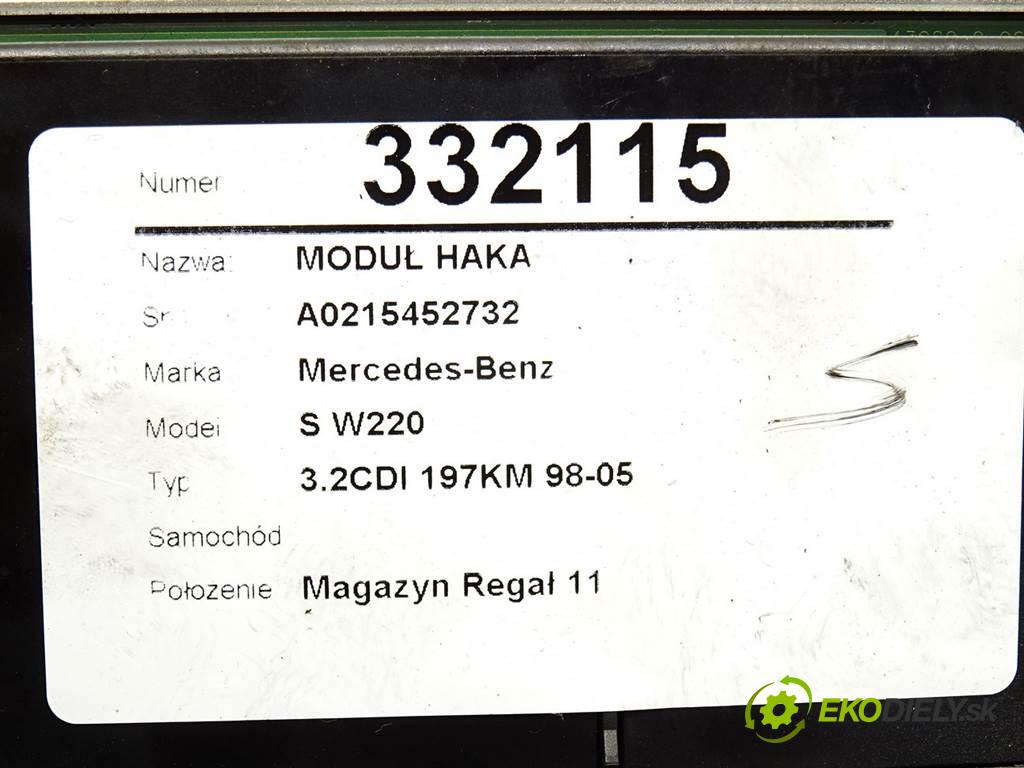 Numer 332115
Nazwa: MODUŁ HAKA
A0215452732
Marka Mercedes-Benz
Model S W220
Typ 3.2CDI 197KM 98-05
Samochód
Położenie Magazyn Regał 11
S
EKODIELY.sk